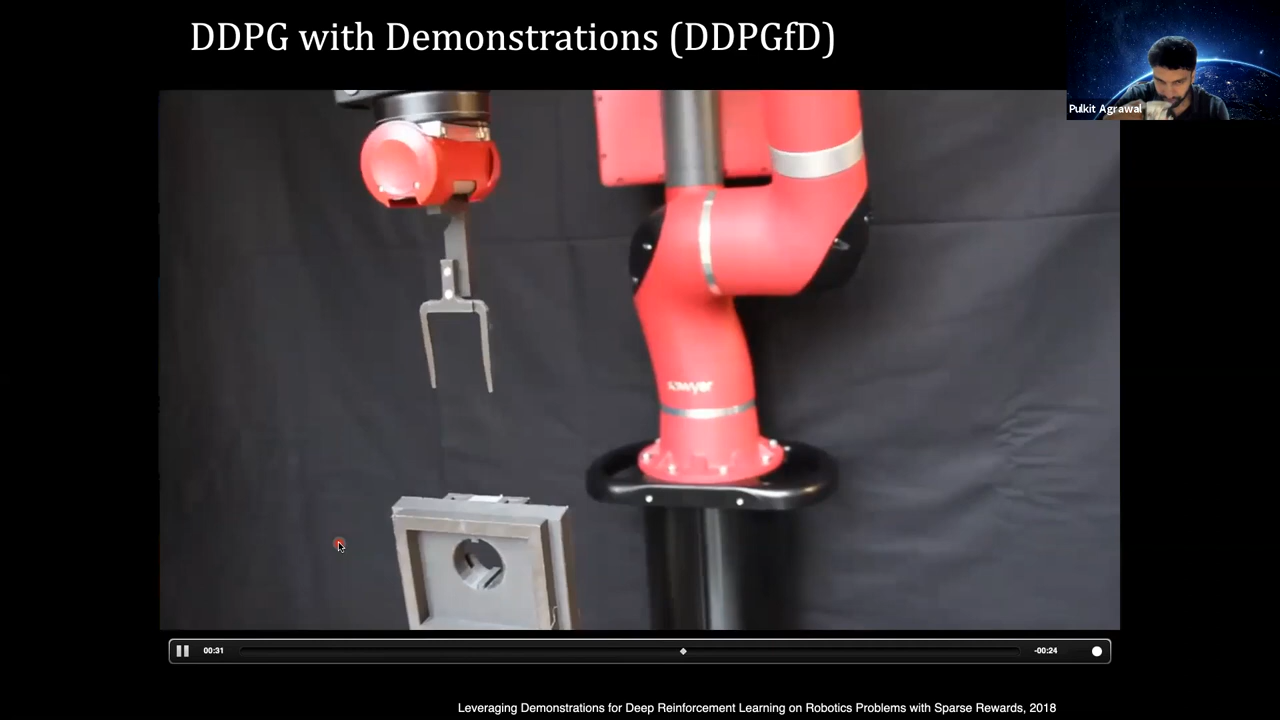 DDPG with Demonstrations (DDPGfD)
Pulkit Agrawal
sawyer
00:31
-00:24
Leveraging Demonstrations for Deep Reinforcement Learning on Robotics Problems with Sparse Rewards, 2018